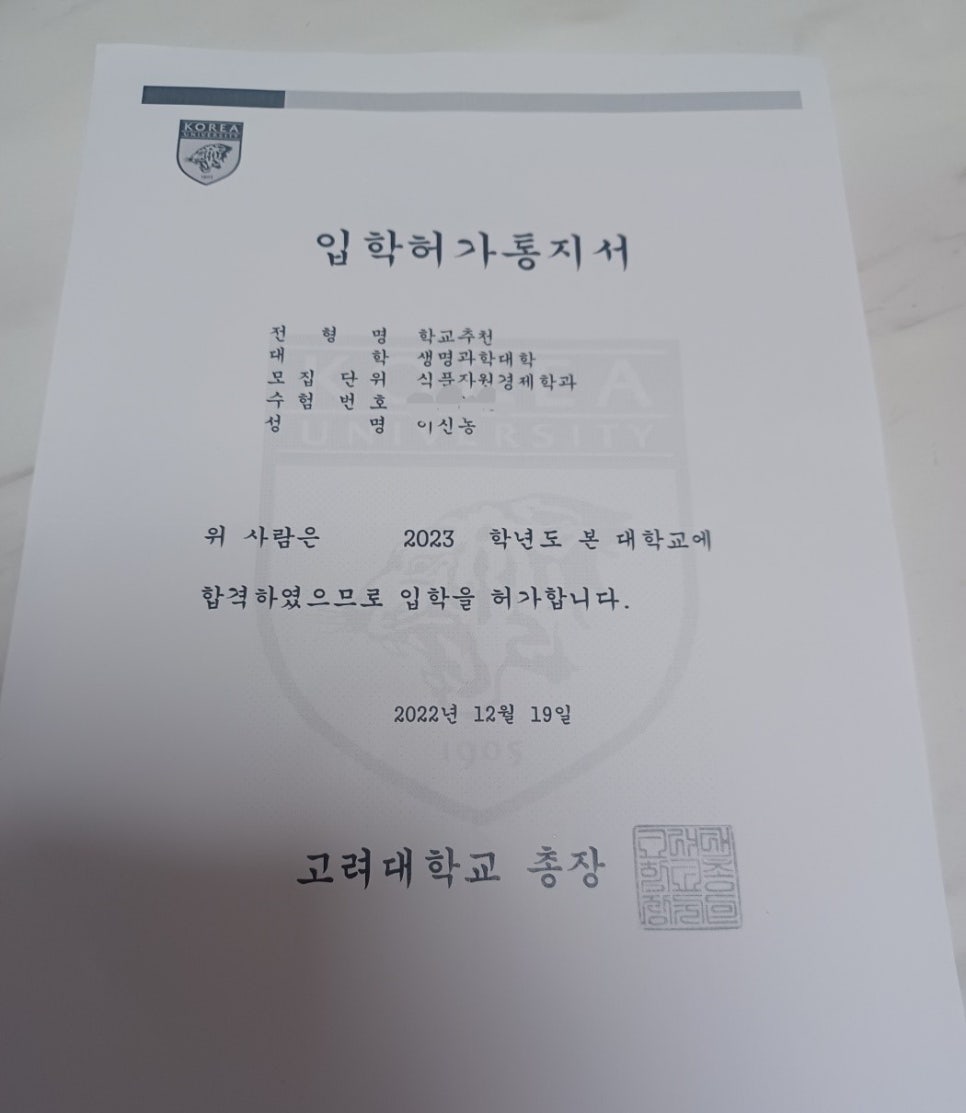 KOREA
UNIVERSITY
1905
입학허가통지서
전 형 명 학교추천
대 학 생명과학대학
모집단위 식품자원경제학과
수험번호
성 명 이신농
KOREA
UNIVERSITY
위 사람은 2023 학년도 본 대학교에
합격하였으므로 입학을 허가합니다.
2022년 12월 19일
1905
고려대학교 총장